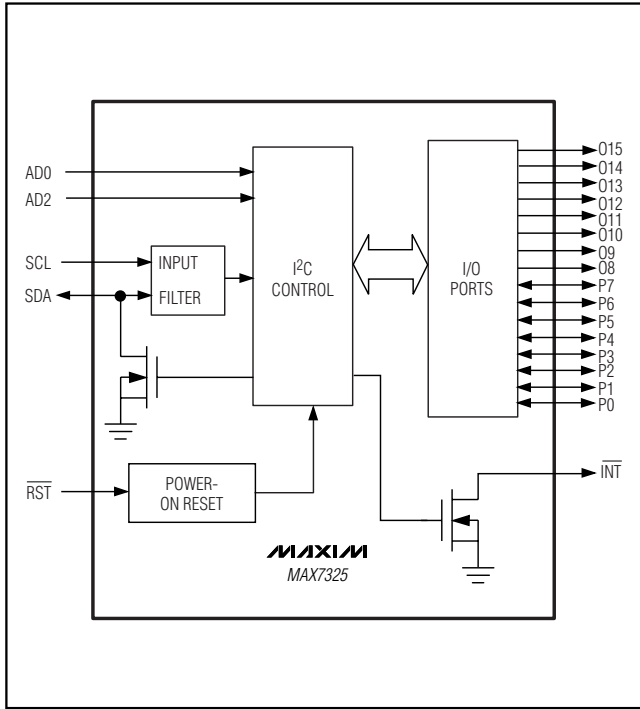 AD0
AD2
SCL
SDA
INPUT
FILTER
I²C
CONTROL
I/O
PORTS
O15
O14
O13
O12
O11
O10
O9
O8
P7
P6
P5
P4
P3
P2
P1
P0
RST
POWER-
ON RESET
INT
MAXIM
MAX7325